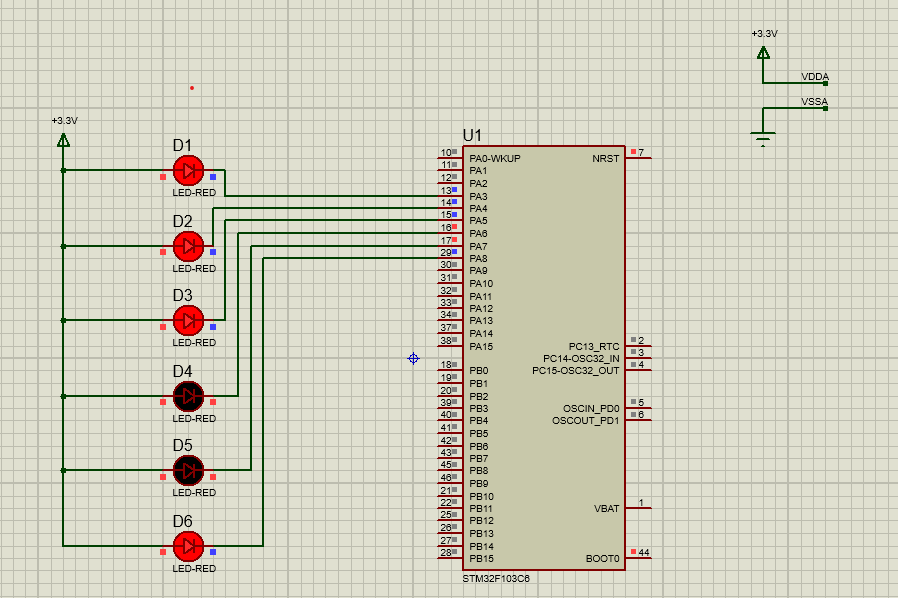 +3.3V
VDDA
VSSA
+3.3V
D1
LED-RED
D2
LED-RED
D3
LED-RED
D4
LED-RED
D5
LED-RED
D6
LED-RED
U1
10 PA0-WKUP
11 PA1
12 PA2
13 PA3
14 PA4
15 PA5
16 PA6
17 PA7
29 PA8
30 PA9
31 PA10
32 PA11
33 PA12
34 PA13
37 PA14
38 PA15
18 PB0
19 PB1
20 PB2
39 PB3
40 PB4
41 PB5
42 PB6
43 PB7
45 PB8
46 PB9
21 PB10
22 PB11
25 PB12
26 PB13
27 PB14
28 PB15
NRST 7
PC13_RTC 2
PC14-OSC32_IN 3
PC15-OSC32_OUT 4
OSCIN_PD0 5
OSCOUT_PD1 6
VBAT 1
BOOT0 44
STM32F103C6